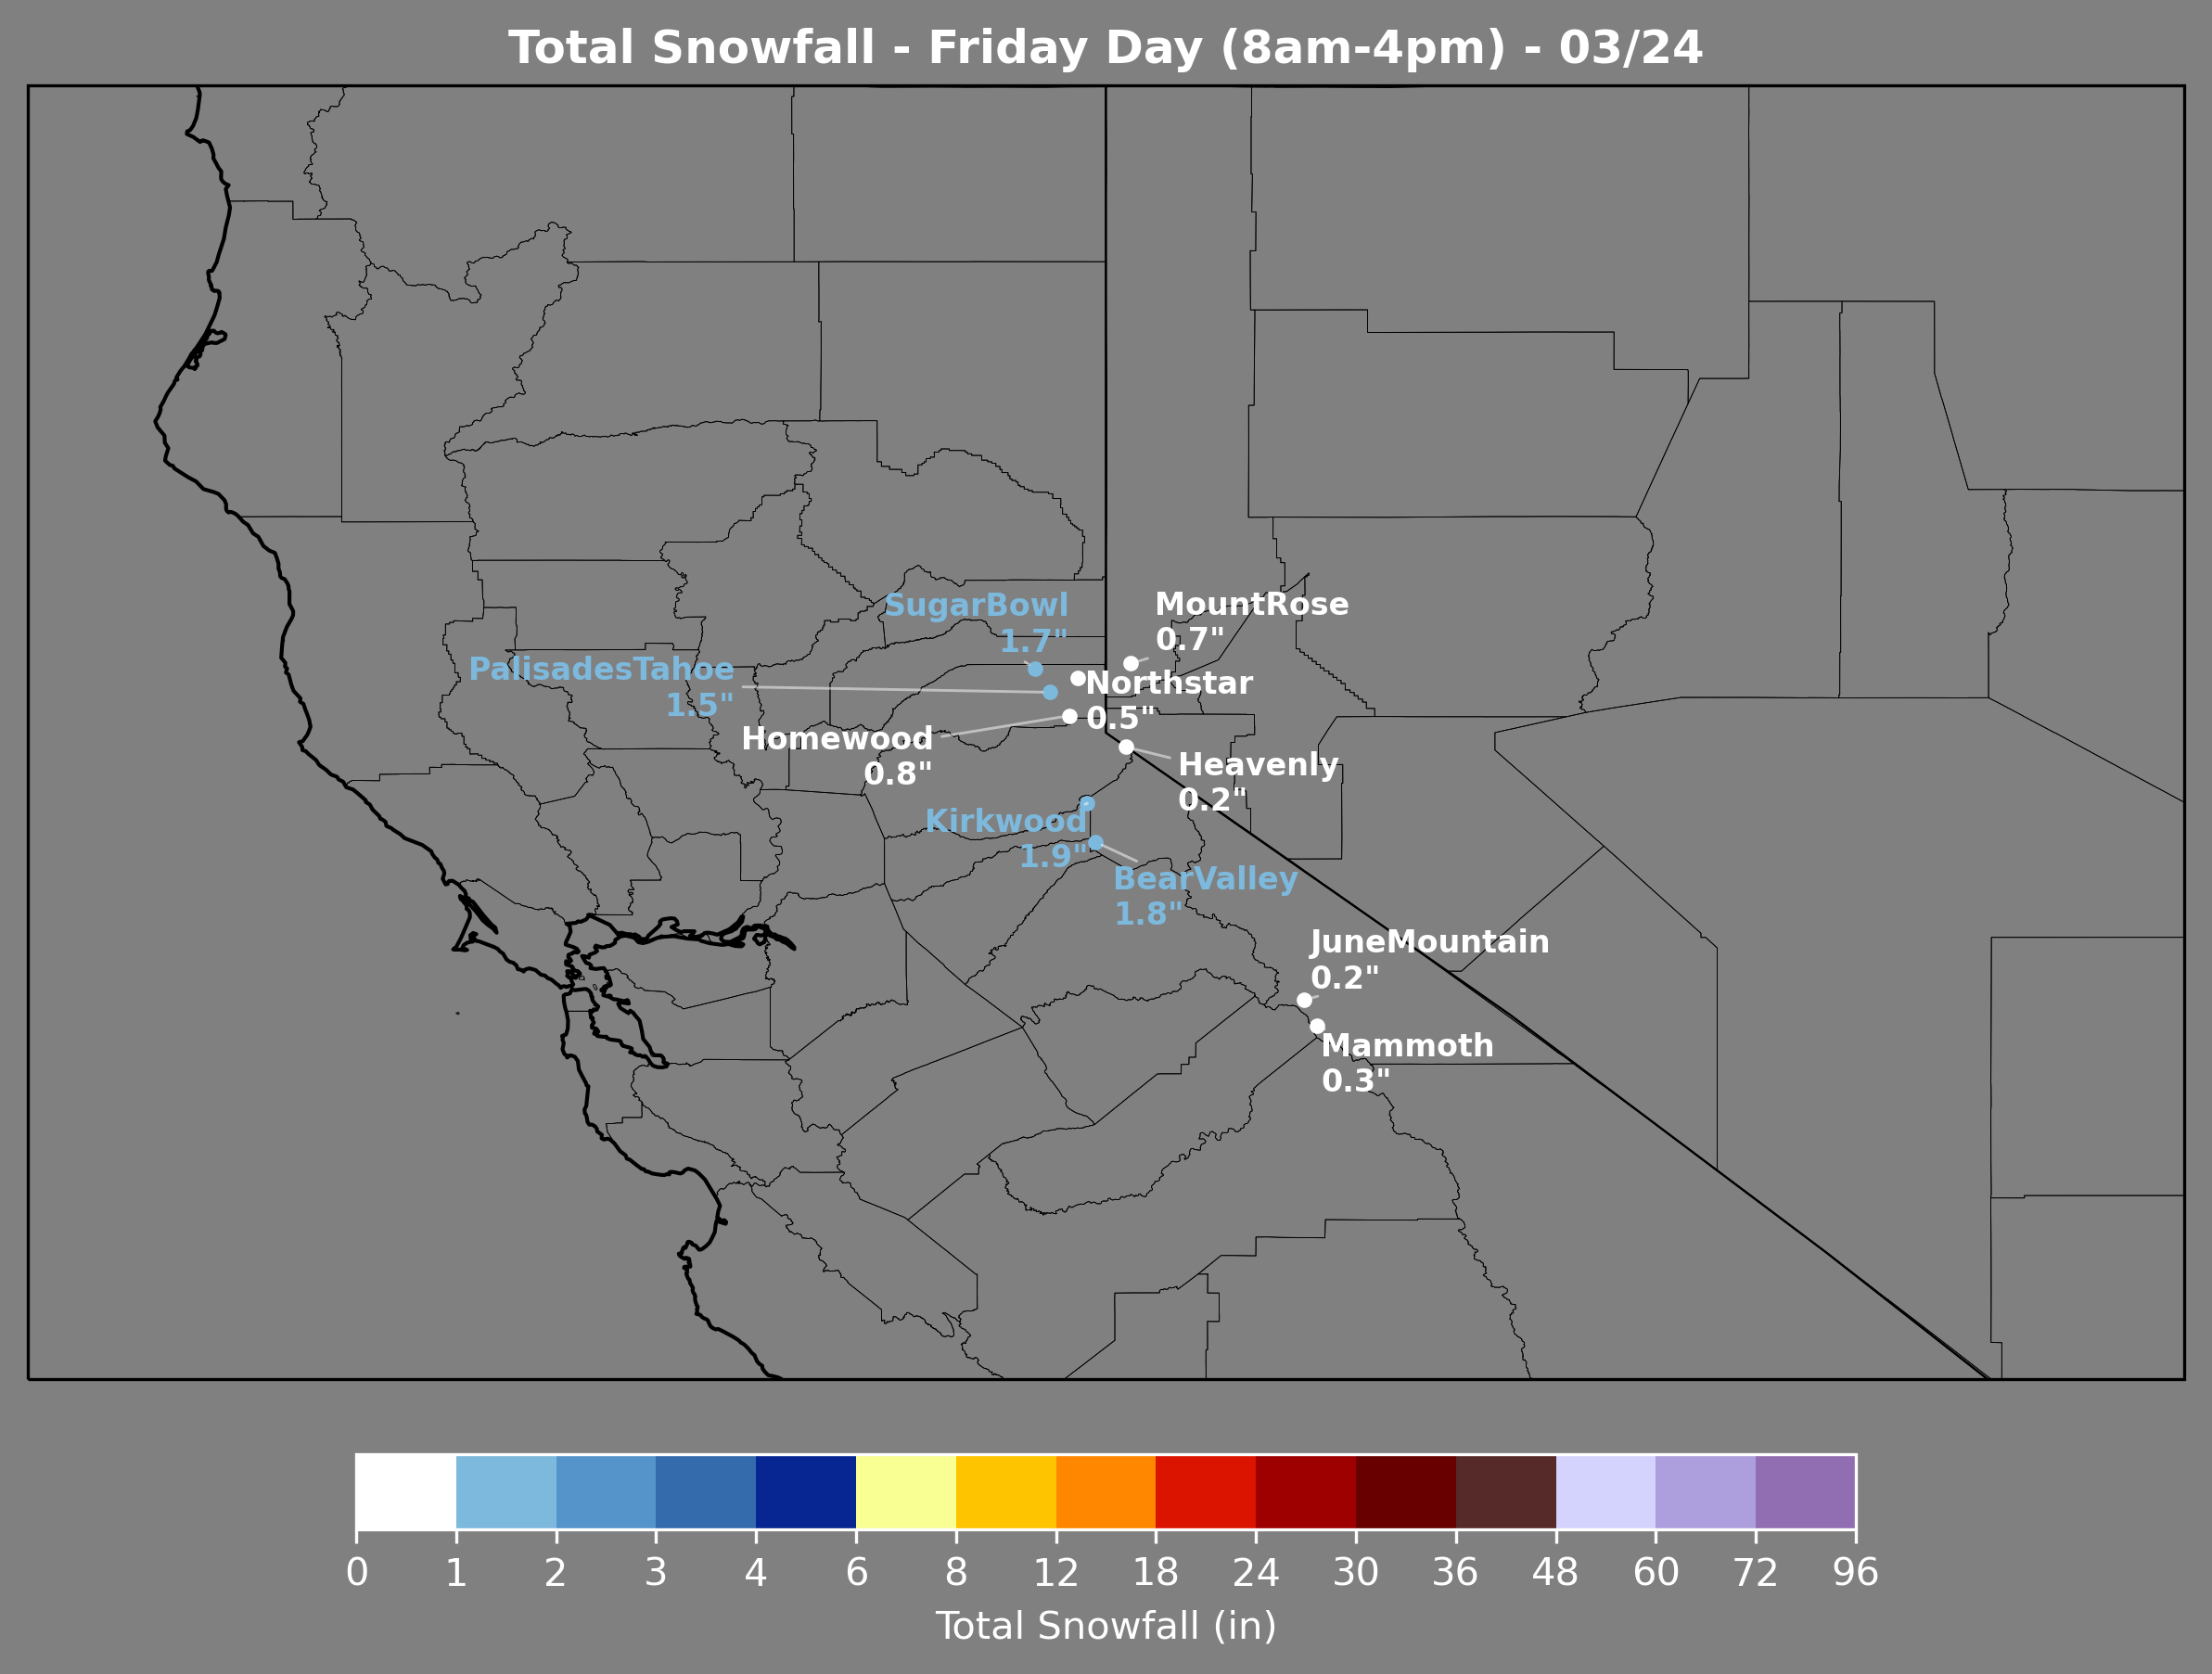 Total Snowfall - Friday Day (8am-4pm) - 03/24
SugarBowl
1.7"
MountRose
0.7"
PalisadesTahoe
1.5"
Northstar
0.5"
Homewood
0.8"
Heavenly
0.2"
Kirkwood
1.9"
BearValley
1.8"
JuneMountain
0.2"
Mammoth
0.3"
0 1 2 3 4 6 8 12 18 24 30 36 48 60 72 96
Total Snowfall (in)